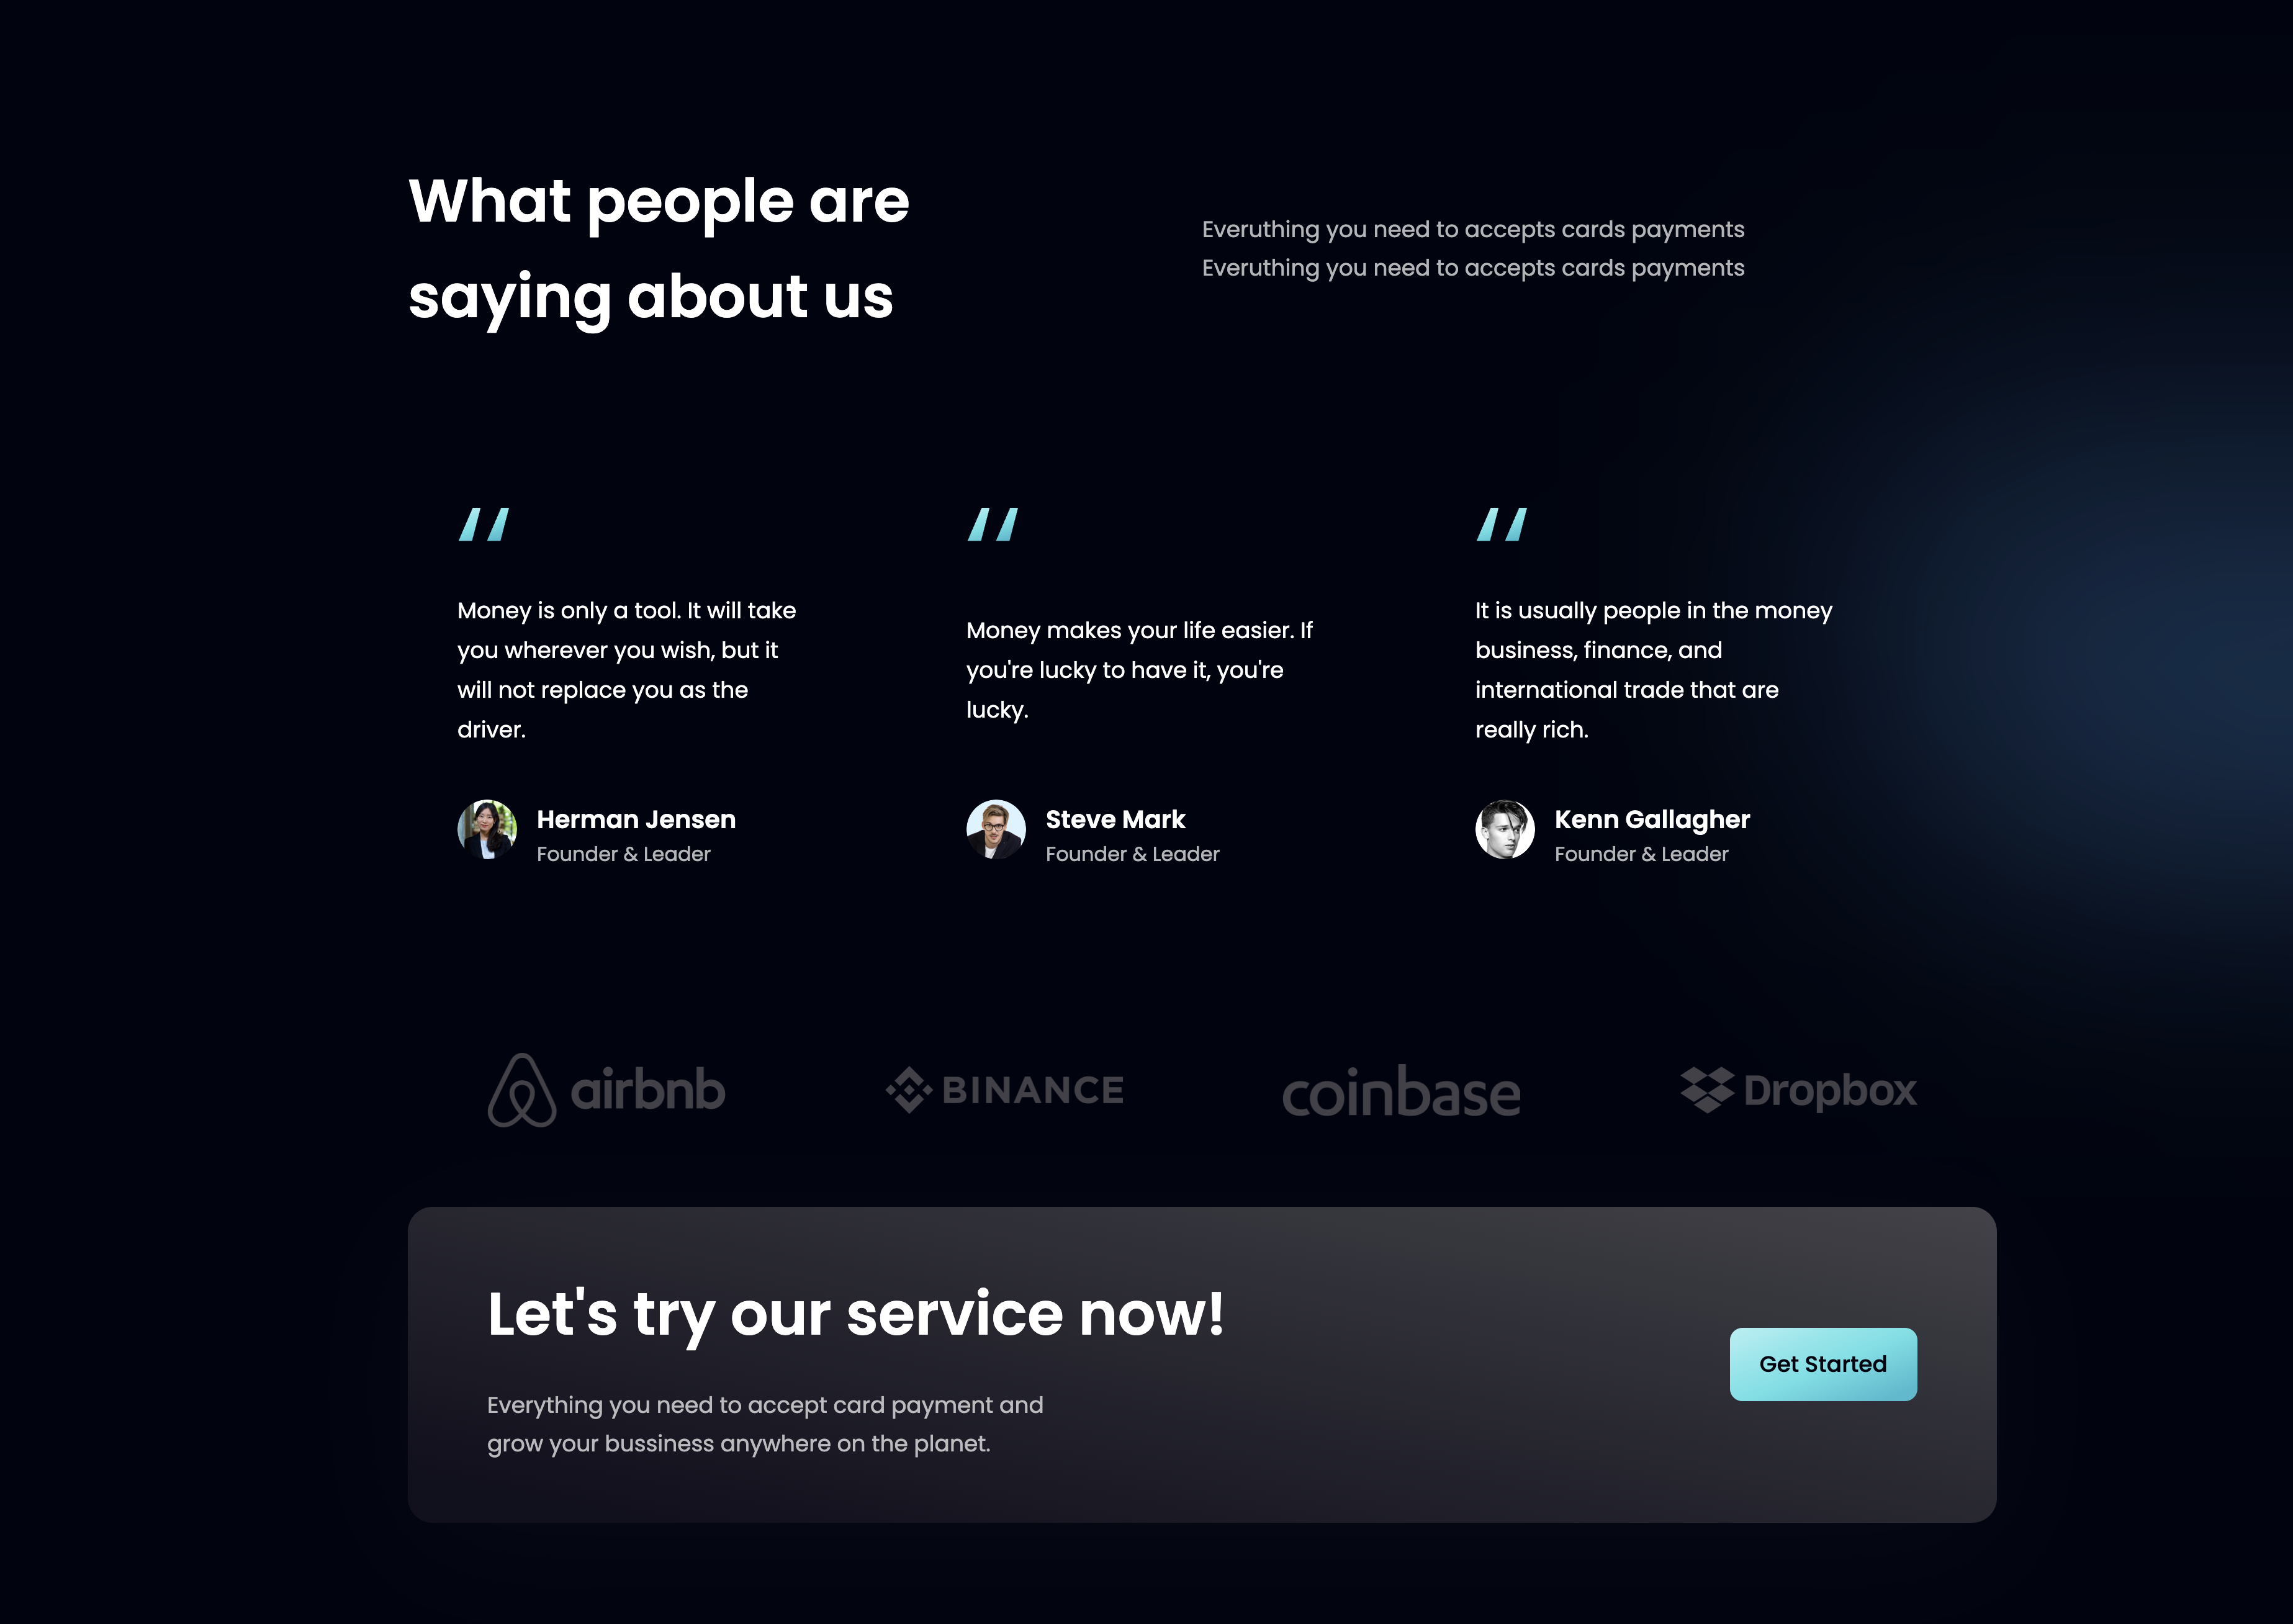 What people are
saying about us
Everuthing you need to accepts cards payments
Everuthing you need to accepts cards payments
Money is only a tool. It will take
you wherever you wish, but it
will not replace you as the
driver.
Herman Jensen
Founder & Leader
Money makes your life easier. If
you're lucky to have it, you're
lucky.
Steve Mark
Founder & Leader
It is usually people in the money
business, finance, and
international trade that are
really rich.
Kenn Gallagher
Founder & Leader
airbnb
BINANCE
coinbase
Dropbox
Let's try our service now!
Everything you need to accept card payment and
grow your bussiness anywhere on the planet.
Get Started